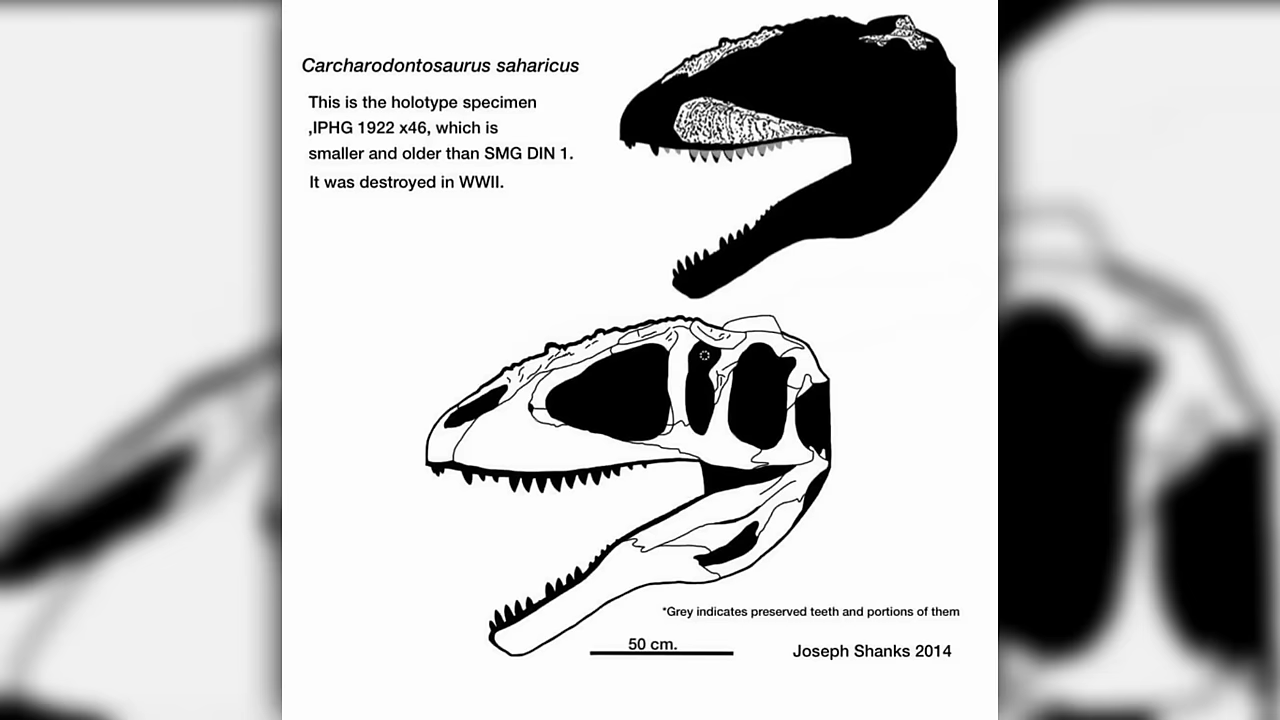 Carcharodontosaurus saharicus
This is the holotype specimen
,IPHG 1922 x46, which is
smaller and older than SMG DIN 1.
It was destroyed in WWII.
*Grey indicates preserved teeth and portions of them
50 cm.
Joseph Shanks 2014